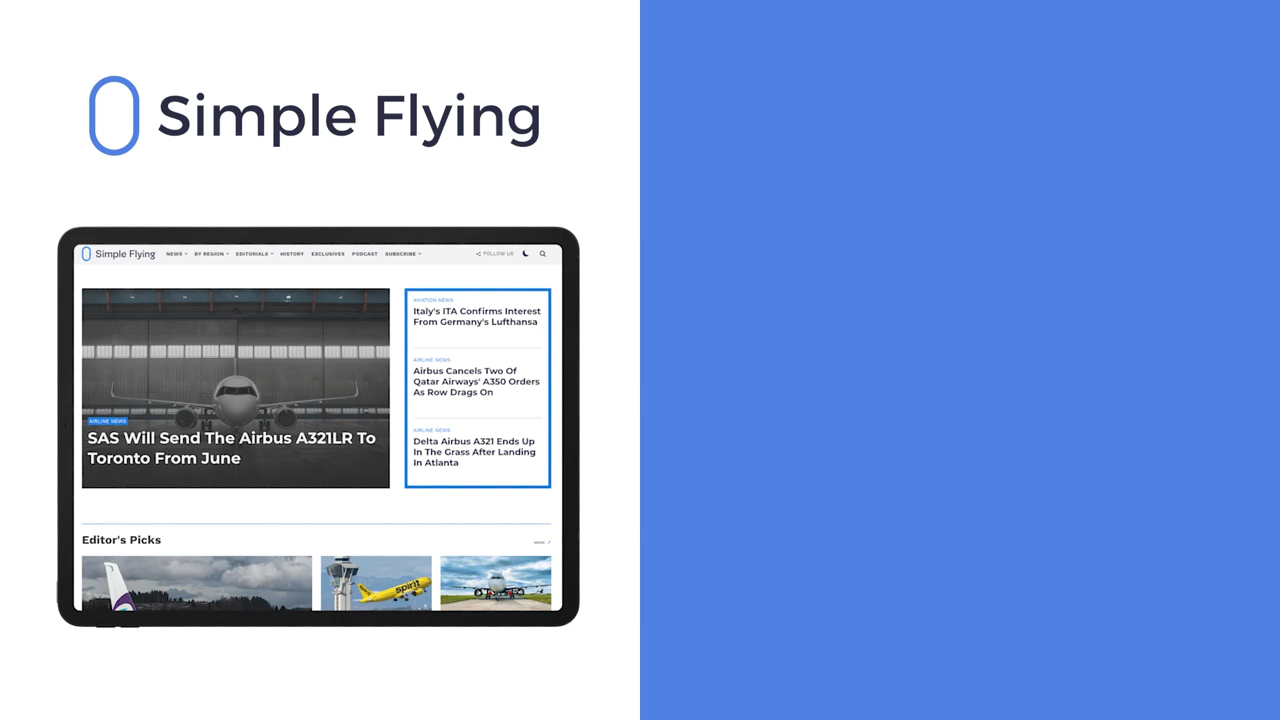 Simple Flying
Simple Flying
NEWS
BY REGION
EDITORIALS
HISTORY
EXCLUSIVES
PODCAST
SUBSCRIBE
FOLLOW US
AIRLINE NEWS
SAS Will Send The Airbus A321LR To
Toronto From June
AVIATION NEWS
Italy's ITA Confirms Interest
From Germany's Lufthansa
AIRLINE NEWS
Airbus Cancels Two Of
Qatar Airways' A350 Orders
As Row Drags On
AIRLINE NEWS
Delta Airbus A321 Ends Up
In The Grass After Landing
In Atlanta
Editor's Picks
spirit